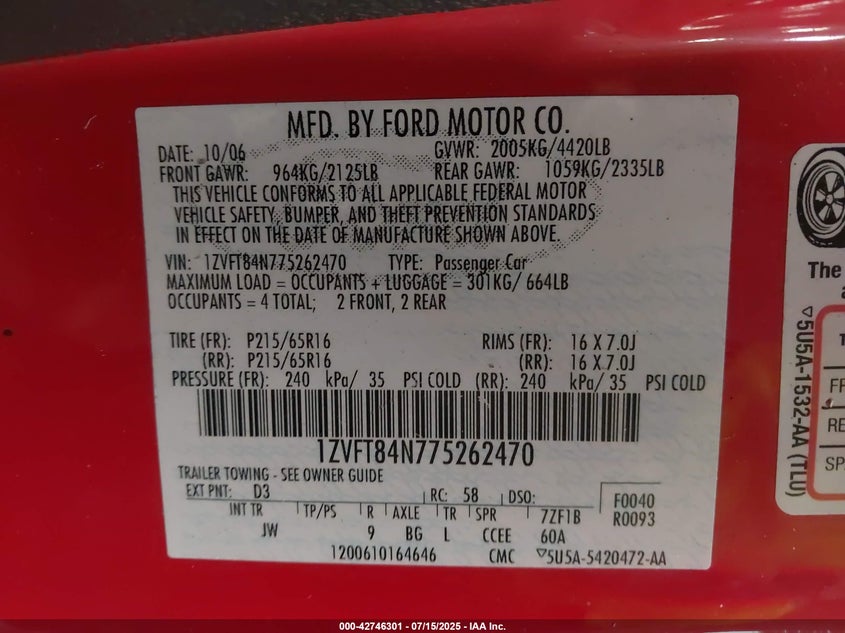 MFD. BY FORD MOTOR CO.
DATE: 10/06 GVWR: 2005KG/4420LB
FRONT GAWR: 964KG/2125LB REAR GAWR: 1059KG/2335LB
THIS VEHICLE CONFORMS TO ALL APPLICABLE FEDERAL MOTOR
VEHICLE SAFETY, BUMPER, AND THEFT PREVENTION STANDARDS
IN EFFECT ON THE DATE OF MANUFACTURE SHOWN ABOVE.
VIN: 1ZVFT84N775262470 TYPE: Passenger Car
MAXIMUM LOAD = OCCUPANTS + LUGGAGE = 301KG/ 664LB
OCCUPANTS = 4 TOTAL; 2 FRONT, 2 REAR
TIRE (FR): P215/65R16 RIMS (FR): 16 X 7.0J
(RR): P215/65R16 (RR): 16 X 7.0J
PRESSURE (FR): 240 kPa/ 35 PSI COLD (RR): 240 kPa/ 35 PSI COLD
1ZVFT84N775262470
TRAILER TOWING - SEE OWNER GUIDE
EXT PNT: D3 RC: 58 DSO: F0040
INT TR TP/PS R AXLE TR SPR 7ZF1B R0093
JW 9 BG L CCEE 60A
1200610164646 CMC ▽5U5A-5420472-AA
The
▽5U5A-1532-AA (TLU)
T
FR
RE
SP
000-42746301 - 07/15/2025 - IAA Inc.